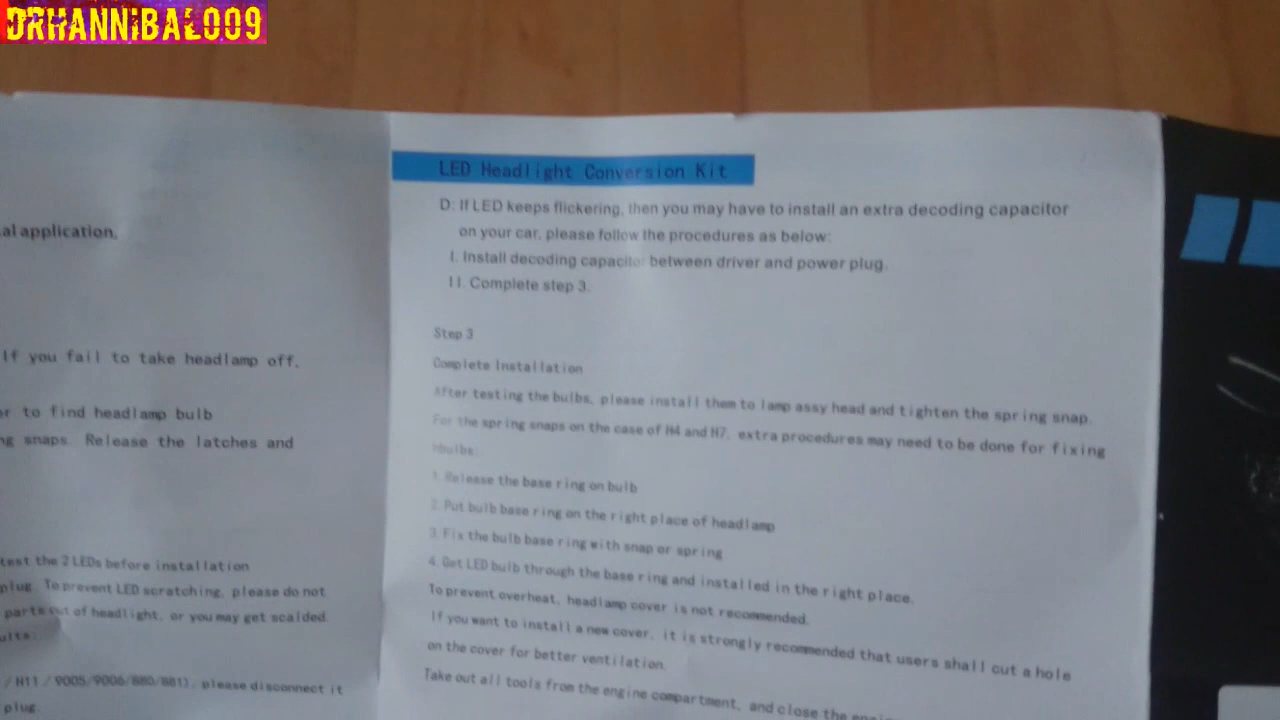 DRHANNiBAL009
al application,
If you fail to take headlamp off.
to find headlamp bulb
snaps. Release the latches and
test the 2 LEDs before installation
plug. To prevent LED scratching, please do not
parts out of headlight, or you may get scalded.
/ H11 / 9005/9006/880/881), please disconnect it
plug.
LED Headlight Conversion Kit
D: If LED keeps flickering, then you may have to install an extra decoding capacitor
on your car, please follow the procedures as below:
I. Install decoding capacitor between driver and power plug.
II. Complete step 3.
Step 3
Complete Installation
After testing the bulbs, please install them to lamp assy head and tighten the spring snap.
For the spring snaps on the case of H4 and H7, extra procedures may need to be done for fixing
1. Release the base ring on bulb
2. Put bulb base ring on the right place of headlamp
3. Fix the bulb base ring with snap or spring
4. Get LED bulb through the base ring and installed in the right place.
To prevent overheat, headlamp cover is not recommended.
If you want to install a new cover, it is strongly recommended that users shall cut a hole
on the cover for better ventilation.
Take out all tools from the engine compartment, and close the